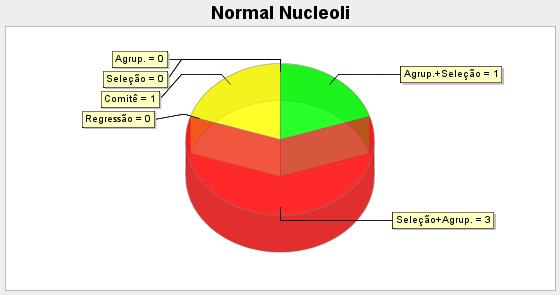 Normal Nucleoli
Agrup. = 0
Seleção = 0
Comitê = 1
Regressão = 0
Agrup.+Seleção = 1
Seleção+Agrup. = 3